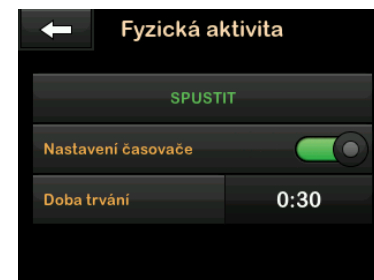 Fyzická aktivita
SPUSTIT
Nastavení časovače
Doba trvání 0:30